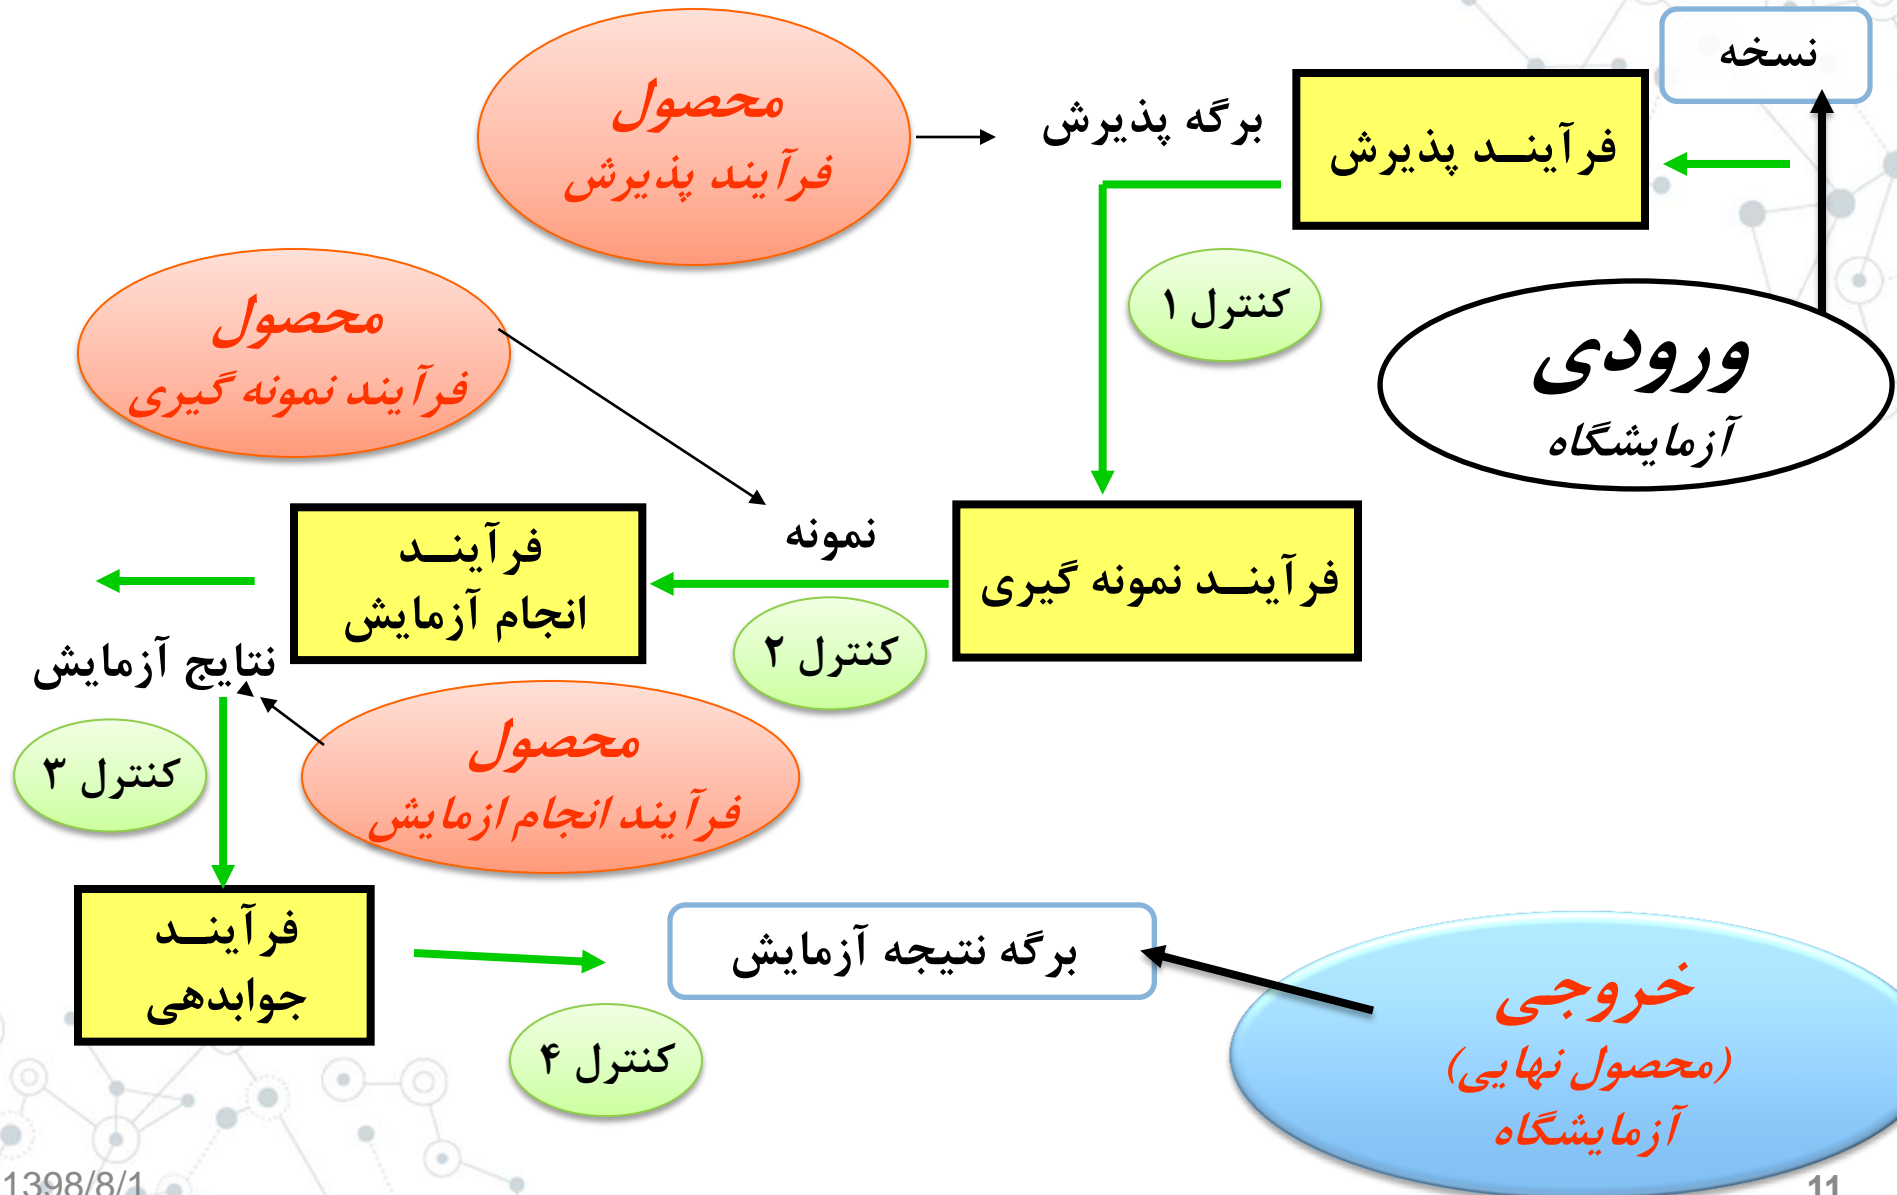 نسخه
محصول
فرآیند پذیرش
برگه پذیرش
فرآینــد پذیرش
کنترل ۱
ورودی
آزمایشگاه
محصول
فرآیند نمونه گیری
نمونه
فرآینــد نمونه گیری
فرآینــد
انجام آزمایش
کنترل ۲
نتایج آزمایش
کنترل ۳
محصول
فرآیند انجام ازمایش
فرآینــد
جوابدهی
برگه نتیجه آزمایش
کنترل ۴
خروجی
(محصول نهایی)
آزمایشگاه
1398/8/1
11